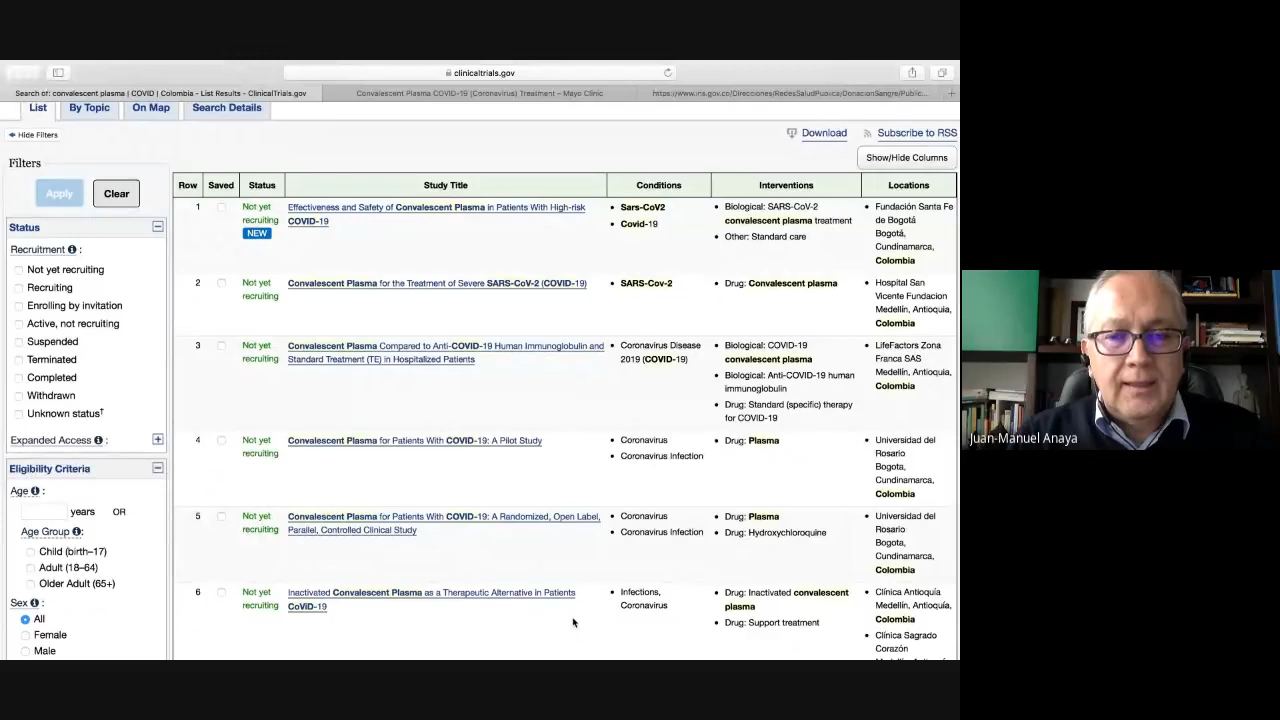 clinicaltrials.gov
Search of: convalescent plasma | COVID | Colombia - List Results - ClinicalTrials.gov
Convalescent Plasma COVID-19 (Coronavirus) Treatment – Mayo Clinic
List
By Topic
On Map
Search Details
Hide Filters
Download
Subscribe to RSS
Show/Hide Columns
Filters
Apply
Clear
Status
Recruitment :
Not yet recruiting
Recruiting
Enrolling by invitation
Active, not recruiting
Suspended
Terminated
Completed
Withdrawn
Unknown status†
Expanded Access :
Eligibility Criteria
Age :
years OR
Age Group :
Child (birth–17)
Adult (18–64)
Older Adult (65+)
Sex :
All
Female
Male
Row
Saved
Status
Study Title
Conditions
Interventions
Locations
1
Not yet
recruiting
NEW
Effectiveness and Safety of Convalescent Plasma in Patients With High-risk
COVID-19
Sars-CoV2
Covid-19
Biological: SARS-CoV-2
convalescent plasma treatment
Other: Standard care
Fundación Santa Fe
de Bogotá
Bogotá,
Cundinamarca,
Colombia
2
Not yet
recruiting
Convalescent Plasma for the Treatment of Severe SARS-CoV-2 (COVID-19)
SARS-Cov-2
Drug: Convalescent plasma
Hospital San
Vicente Fundacion
Medellín, Antioquia,
Colombia
3
Not yet
recruiting
Convalescent Plasma Compared to Anti-COVID-19 Human Immunoglobulin and
Standard Treatment (TE) in Hospitalized Patients
Coronavirus Disease
2019 (COVID-19)
Biological: COVID-19
convalescent plasma
Biological: Anti-COVID-19 human
immunoglobulin
Drug: Standard (specific) therapy
for COVID-19
LifeFactors Zona
Franca SAS
Medellín, Antioquia,
Colombia
4
Not yet
recruiting
Convalescent Plasma for Patients With COVID-19: A Pilot Study
Coronavirus
Coronavirus Infection
Drug: Plasma
Universidad del
Rosario
Bogota,
Cundinamarca,
Colombia
5
Not yet
recruiting
Convalescent Plasma for Patients With COVID-19: A Randomized, Open Label,
Parallel, Controlled Clinical Study
Coronavirus
Coronavirus Infection
Drug: Plasma
Drug: Hydroxychloroquine
Universidad del
Rosario
Bogota,
Cundinamarca,
Colombia
6
Not yet
recruiting
Inactivated Convalescent Plasma as a Therapeutic Alternative in Patients
CoViD-19
Infections,
Coronavirus
Drug: Inactivated convalescent
plasma
Drug: Support treatment
Clínica Antioquía
Medellín, Antioquía,
Colombia
Clínica Sagrado
Corazón
Juan-Manuel Anaya